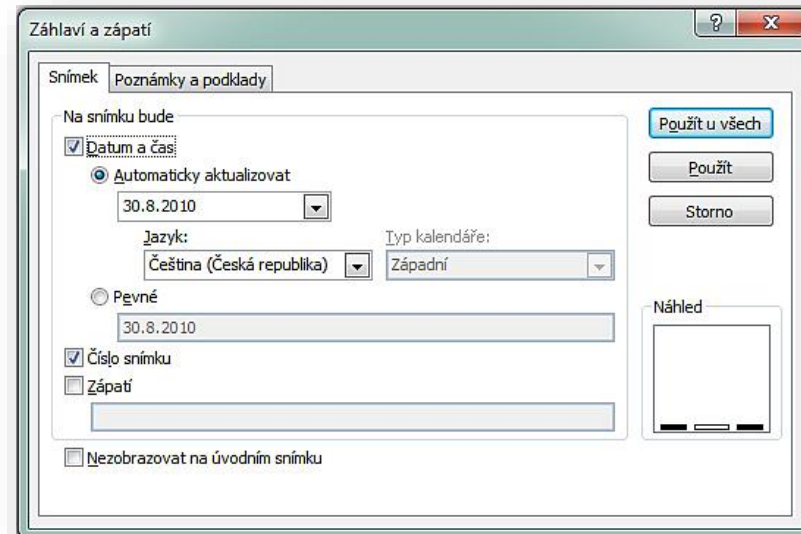 Záhlaví a zápatí
Snímek
Poznámky a podklady
Na snímku bude
Datum a čas
Automaticky aktualizovat
30.8.2010
Jazyk:
Typ kalendáře:
Čeština (Česká republika)
Západní
Pevné
30.8.2010
Číslo snímku
Zápatí
Nezobrazovat na úvodním snímku
Použít u všech
Použít
Storno
Náhled